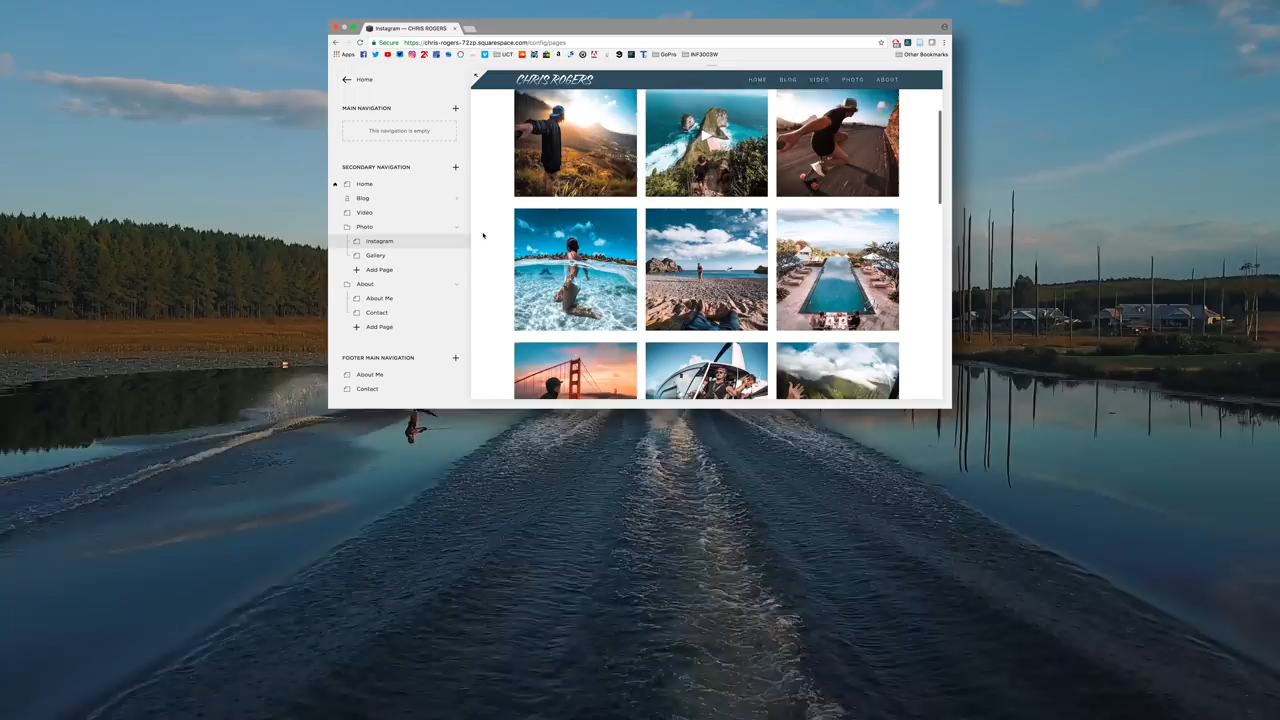 Instagram — CHRIS ROGERS
Secure https://chris-rogers-72zp.squarespace.com/config/pages
Apps UCT GoPro INF3003W Other Bookmarks
Home
MAIN NAVIGATION
This navigation is empty
SECONDARY NAVIGATION
Home
Blog
Video
Photo
Instagram
Gallery
Add Page
About
About Me
Contact
Add Page
FOOTER MAIN NAVIGATION
About Me
Contact
CHRIS ROGERS
HOME BLOG VIDEO PHOTO ABOUT